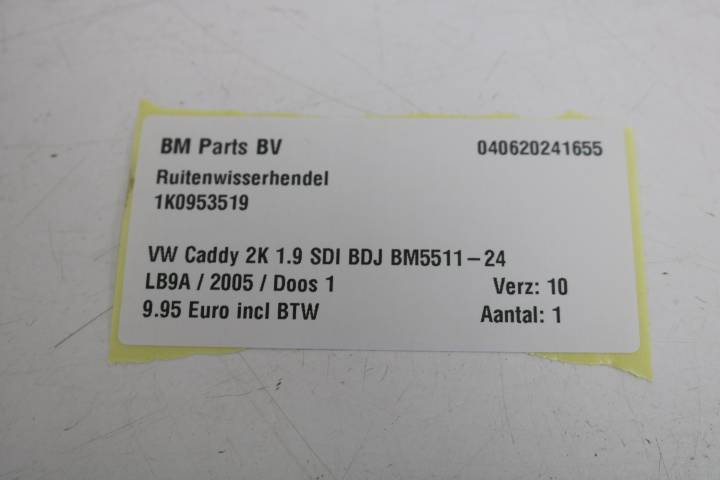 BM Parts BV 040620241655
Ruitenwisserhendel
1K0953519
VW Caddy 2K 1.9 SDI BDJ BM5511-24
LB9A / 2005 / Doos 1 Verz: 10
9.95 Euro incl BTW Aantal: 1